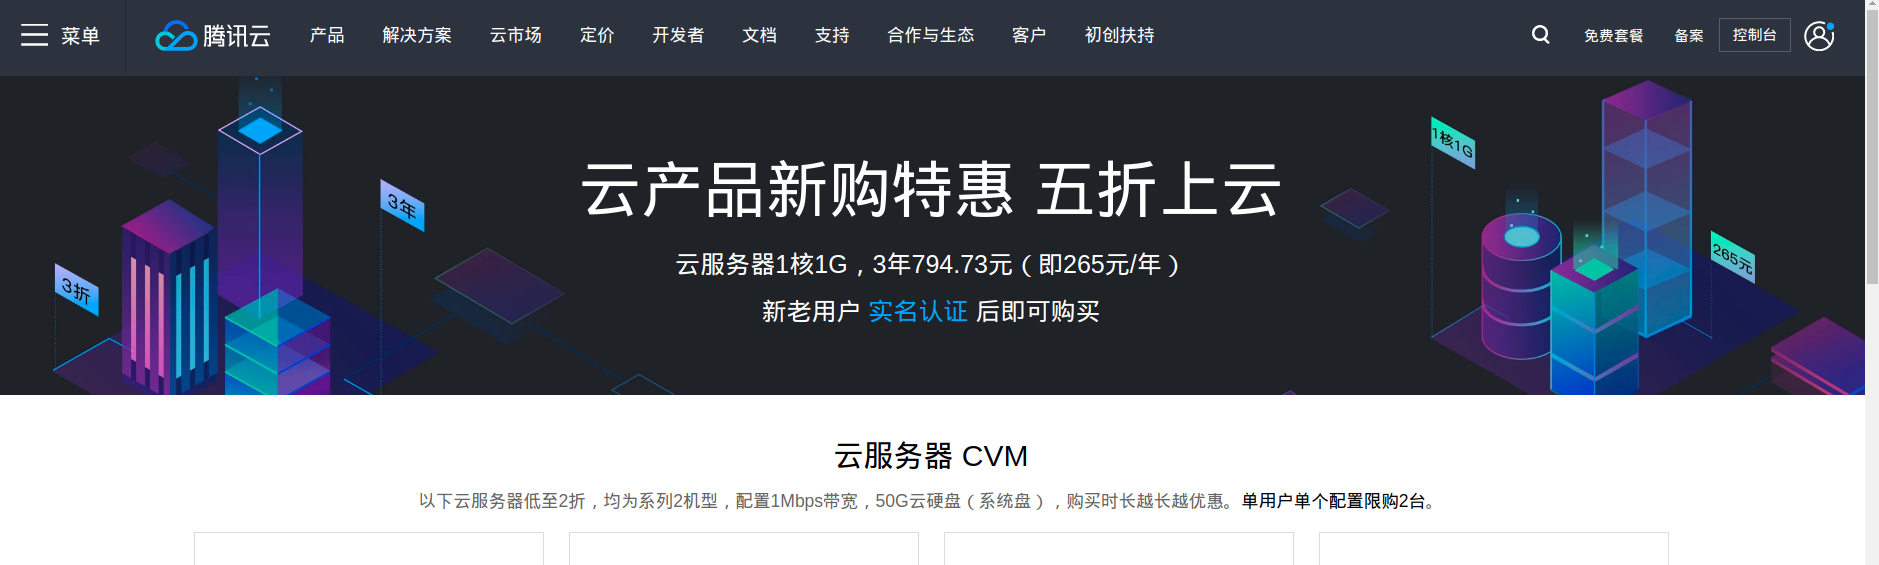 菜单 腾讯云 产品 解决方案 云市场 定价 开发者 文档 支持 合作与生态 客户 初创扶持 免费套餐 备案 控制台
云产品新购特惠 五折上云
云服务器1核1G，3年794.73元（即265元/年）
新老用户 实名认证 后即可购买
3折
3年
1核1G
265元
云服务器 CVM
以下云服务器低至2折，均为系列2机型，配置1Mbps带宽，50G云硬盘（系统盘），购买时长越长越优惠。单用户单个配置限购2台。